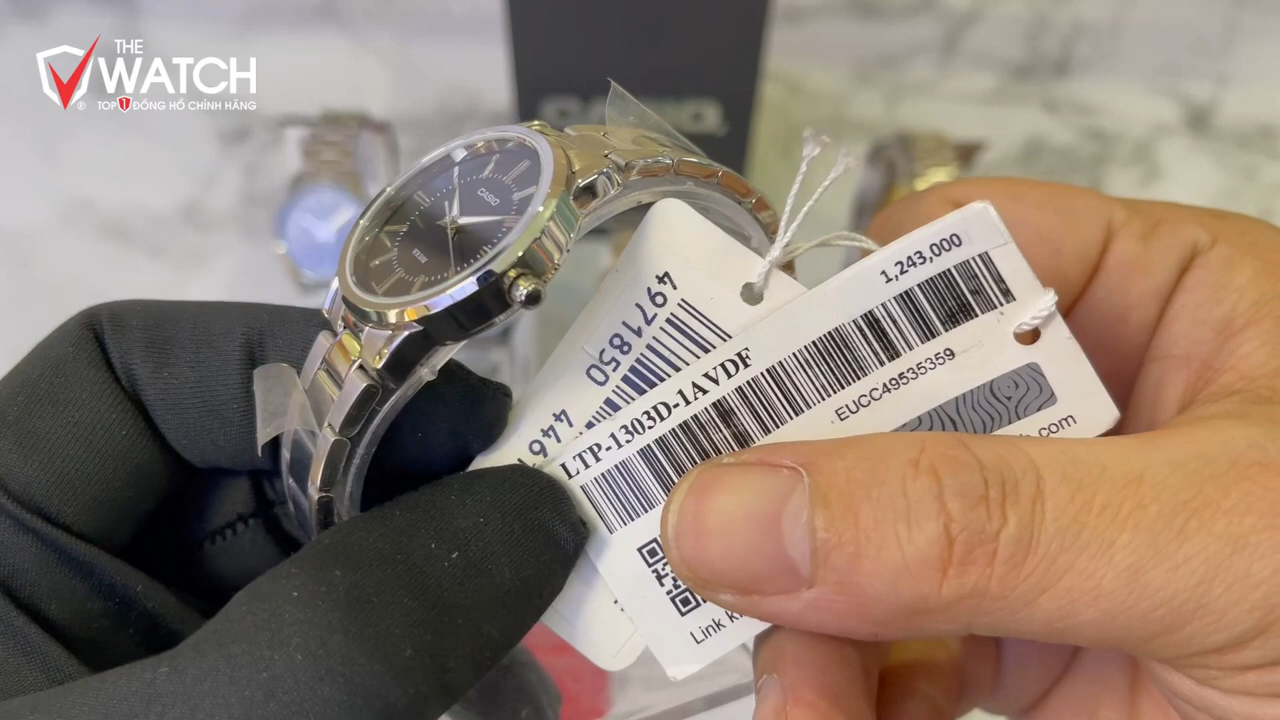 THE
WATCH
®
TOP 1 ĐỒNG HỒ CHÍNH HÃNG
CASIO
CASIO
1,243,000
4971850
446
LTP-1303D-1AVDF
EUCC49535359
.com
Link